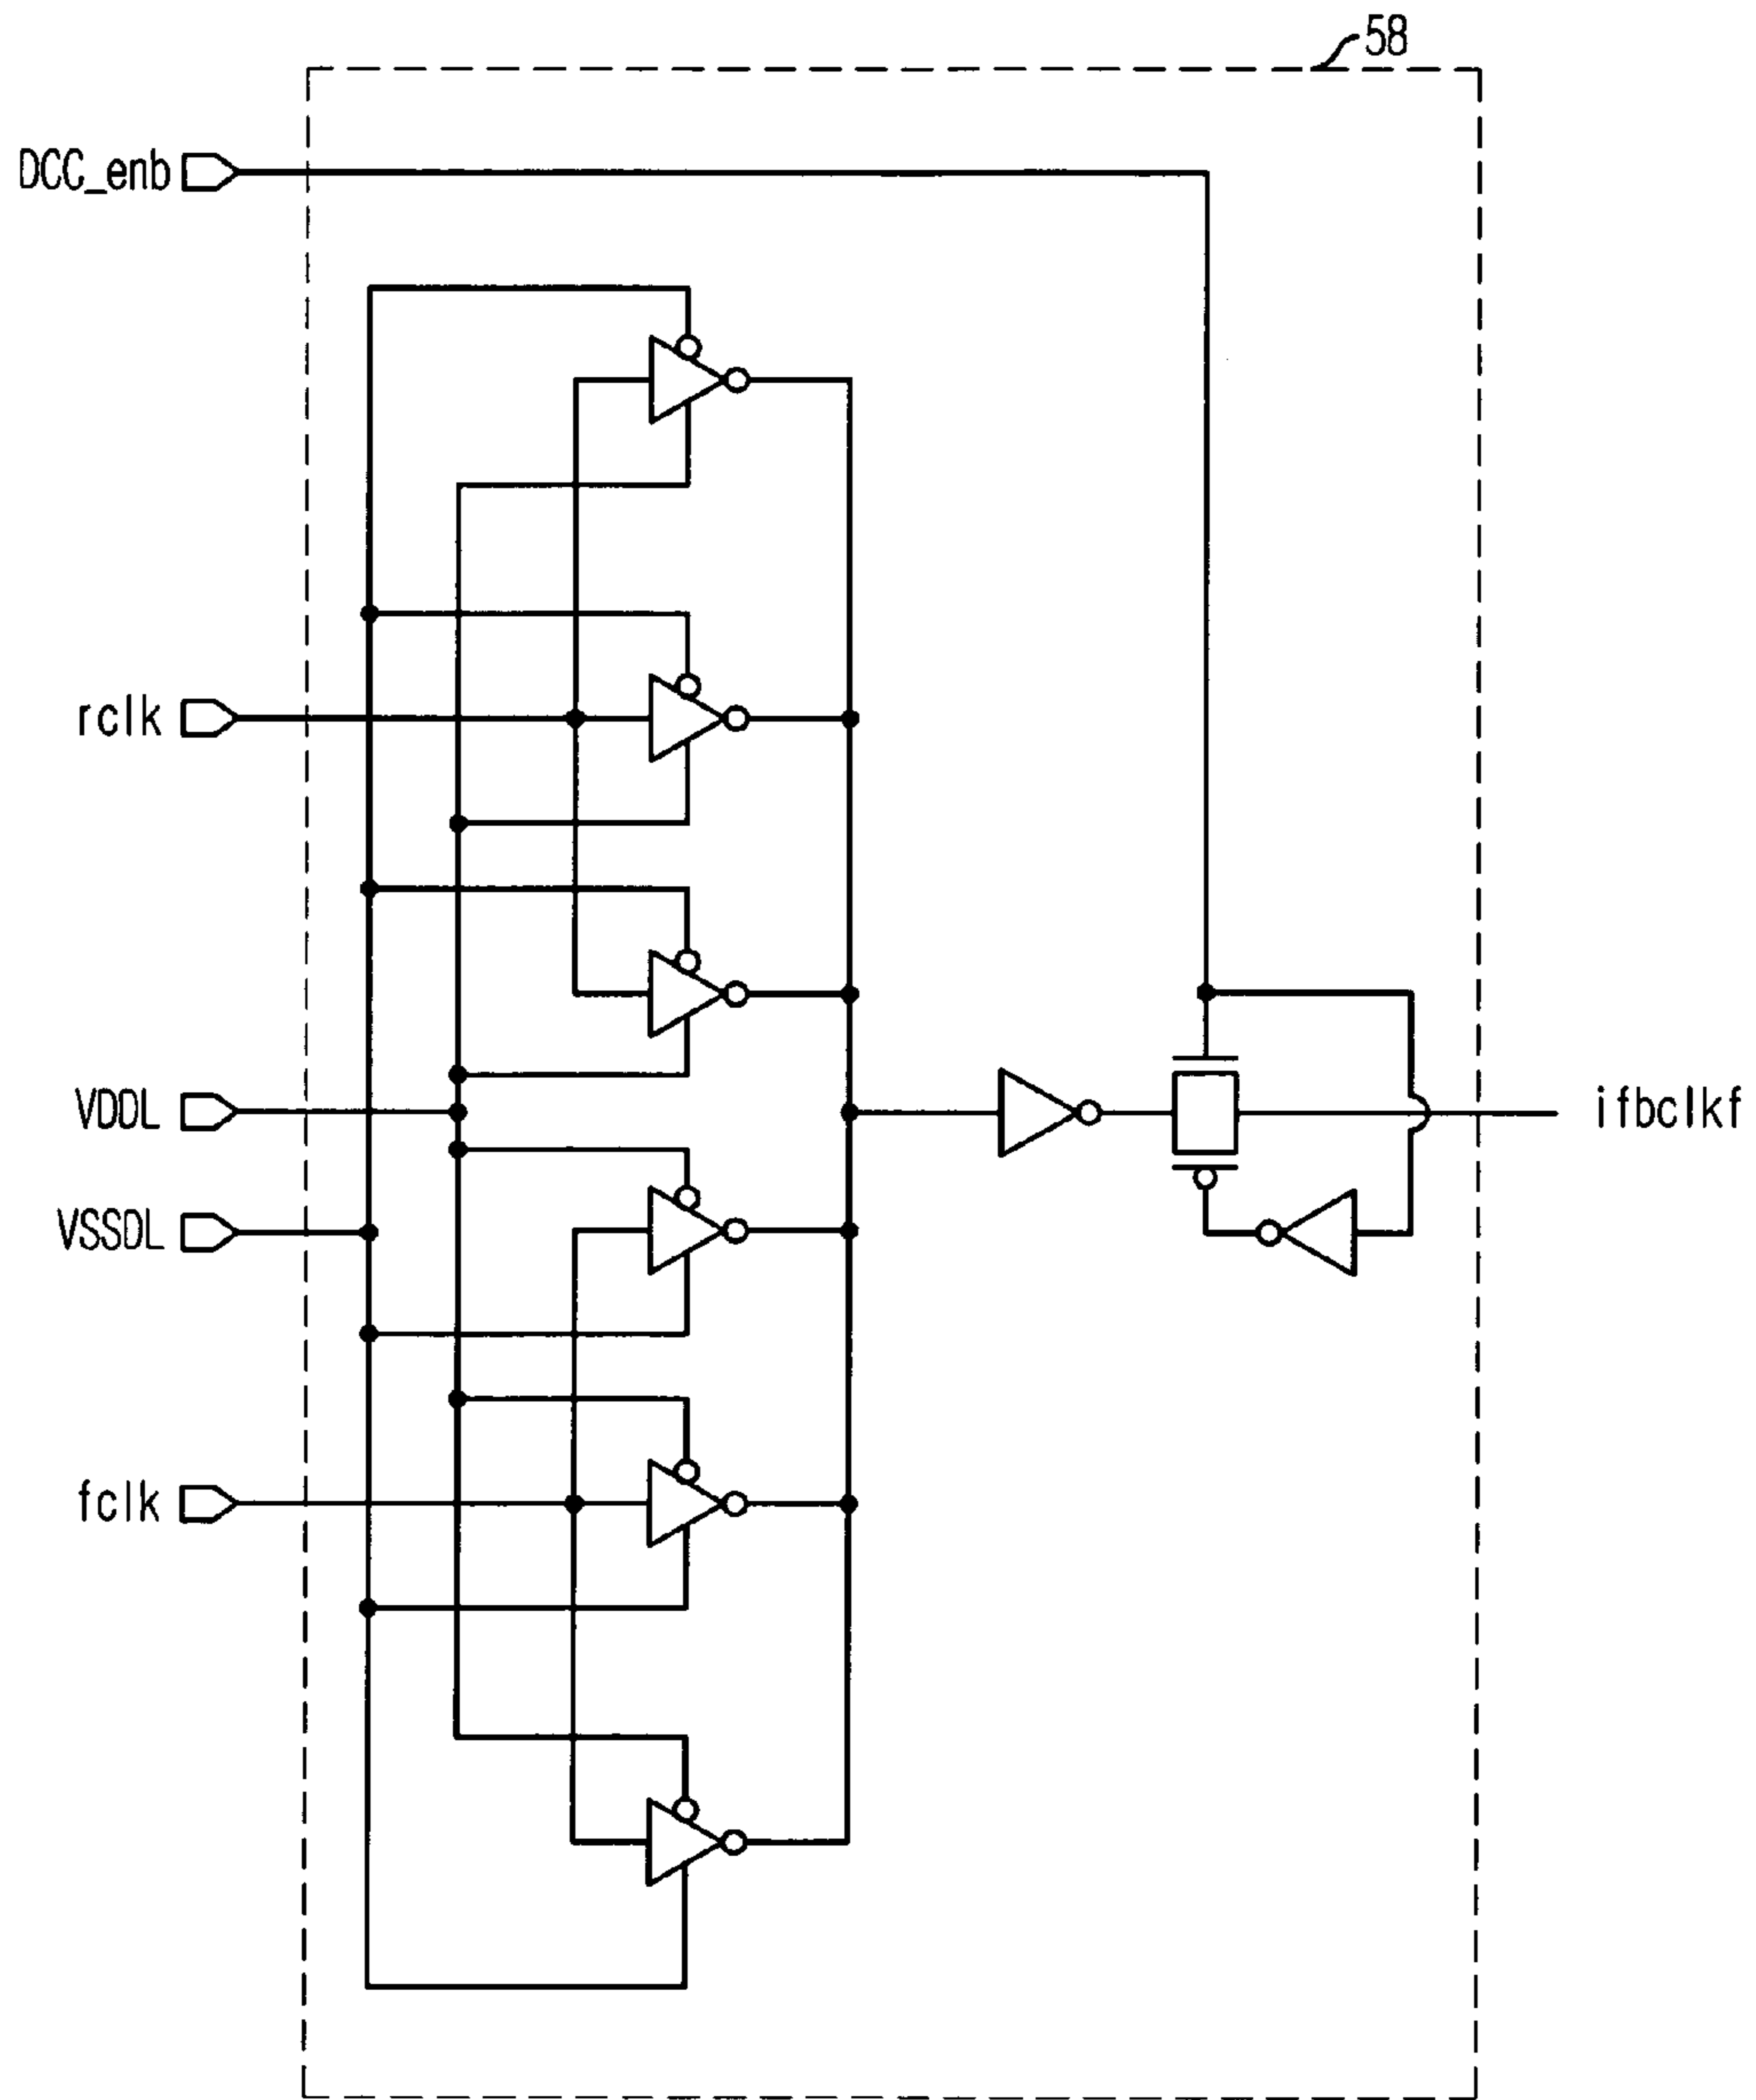 58
DCC_enb
rclk
VDDL
ifbclkf
VSSDL
fclk